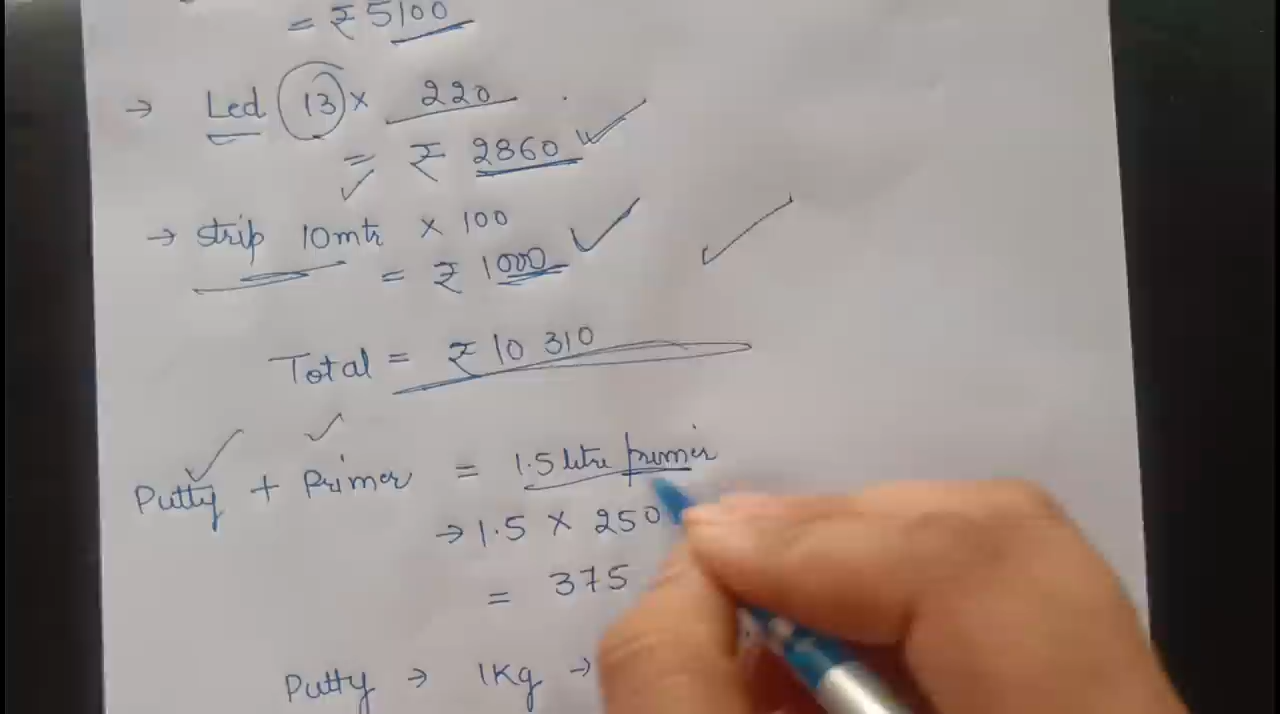 = ₹ 5100
→ Led 13 × 220
= ₹ 2860
→ Strip 10mtr × 100
= ₹ 1000
Total = ₹ 10 310
Putty + Primer = 1.5 litre primer
→ 1.5 × 250
= 375
Putty → 1Kg →